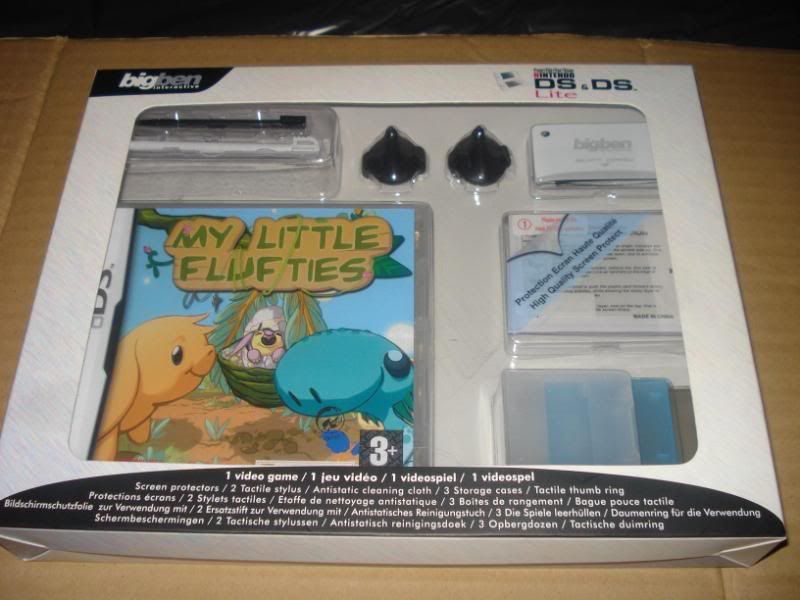 bigben
interactive
NINTENDO
DS & DS
Lite
bigben
MY LITTLE
FLUFTIES
DS
Protection Ecran Haute Qualité
High Quality Screen Protect
MADE IN CHINA
3+
1 video game / 1 jeu vidéo / 1 videospiel / 1 videospel
Screen protectors / 2 Tactile stylus / Antistatic cleaning cloth / 3 Storage cases / Tactile thumb ring
Protections écrans / 2 Stylets tactiles / Etoffe de nettoyage antistatique / 3 Boites de rangement / Bague pouce tactile
Bildschirmschutzfolie zur Verwendung mit / 2 Ersatzstift zur Verwendung mit / Antistatisches Reinigungstuch / 3 Die Spiele leerhüllen / Daumenring für die Verwendung
Schermbeschermingen / 2 Tactische stylussen / Antistatisch reinigingsdoek / 3 Opbergdozen / Tactische duimring